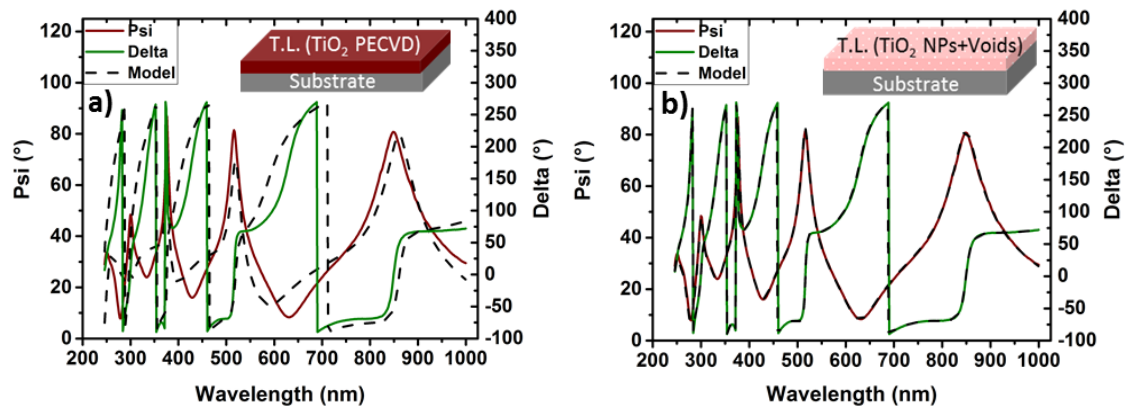 Psi
Delta
Model
T.L. (TiO2 PECVD)
Substrate
a)
120
100
80
60
40
20
0
Psi (°)
400
350
300
250
200
150
100
50
0
-50
-100
Delta (°)
200 300 400 500 600 700 800 900 1000
Wavelength (nm)
Psi
Delta
Model
T.L. (TiO2 NPs+Voids)
Substrate
b)
120
100
80
60
40
20
0
Psi (°)
400
350
300
250
200
150
100
50
0
-50
-100
Delta (°)
200 300 400 500 600 700 800 900 1000
Wavelength (nm)